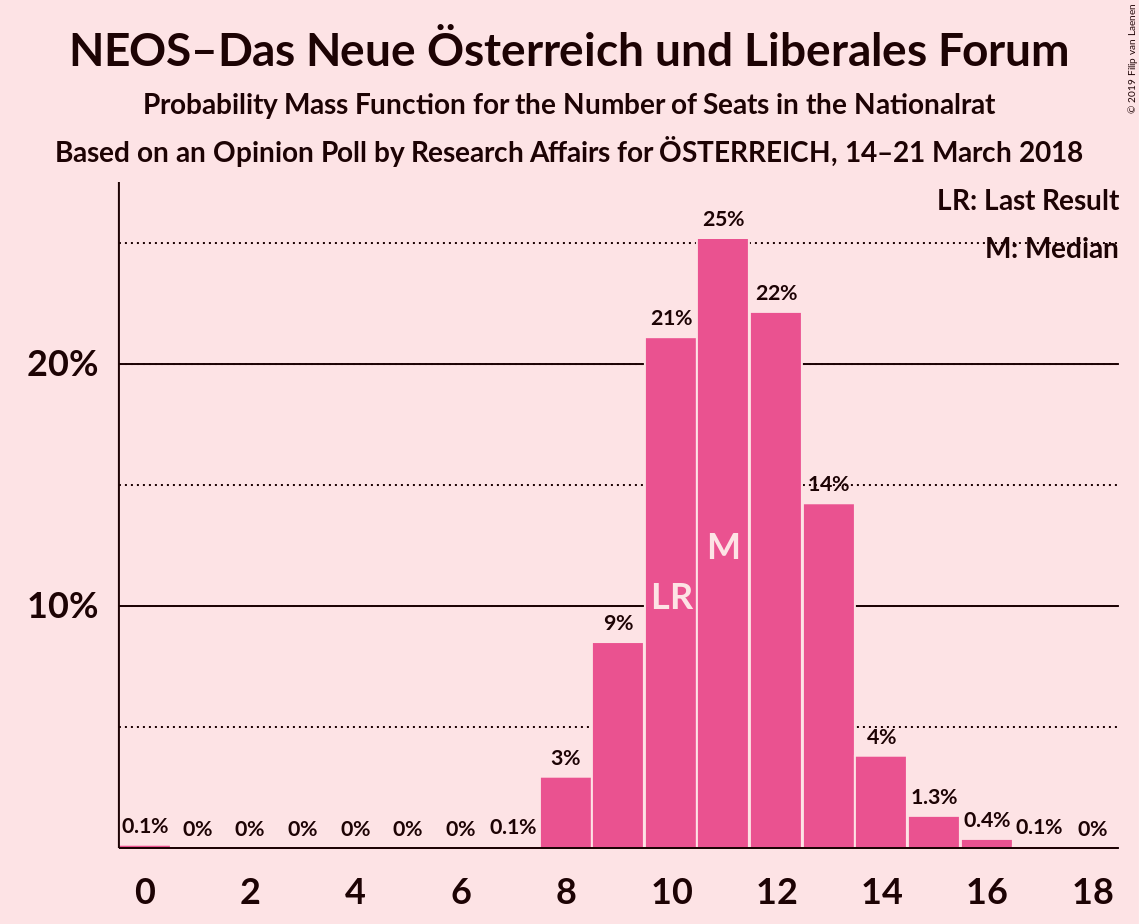 NEOS–Das Neue Österreich und Liberales Forum
Probability Mass Function for the Number of Seats in the Nationalrat
Based on an Opinion Poll by Research Affairs for ÖSTERREICH, 14–21 March 2018
© 2019 Filip van Laenen
LR: Last Result
M: Median
25%
22%
21%
20%
14%
M
LR
10%
9%
4%
3%
1.3%
0.4%
0.1% 0% 0% 0% 0% 0% 0% 0.1% 0.1% 0%
0 2 4 6 8 10 12 14 16 18